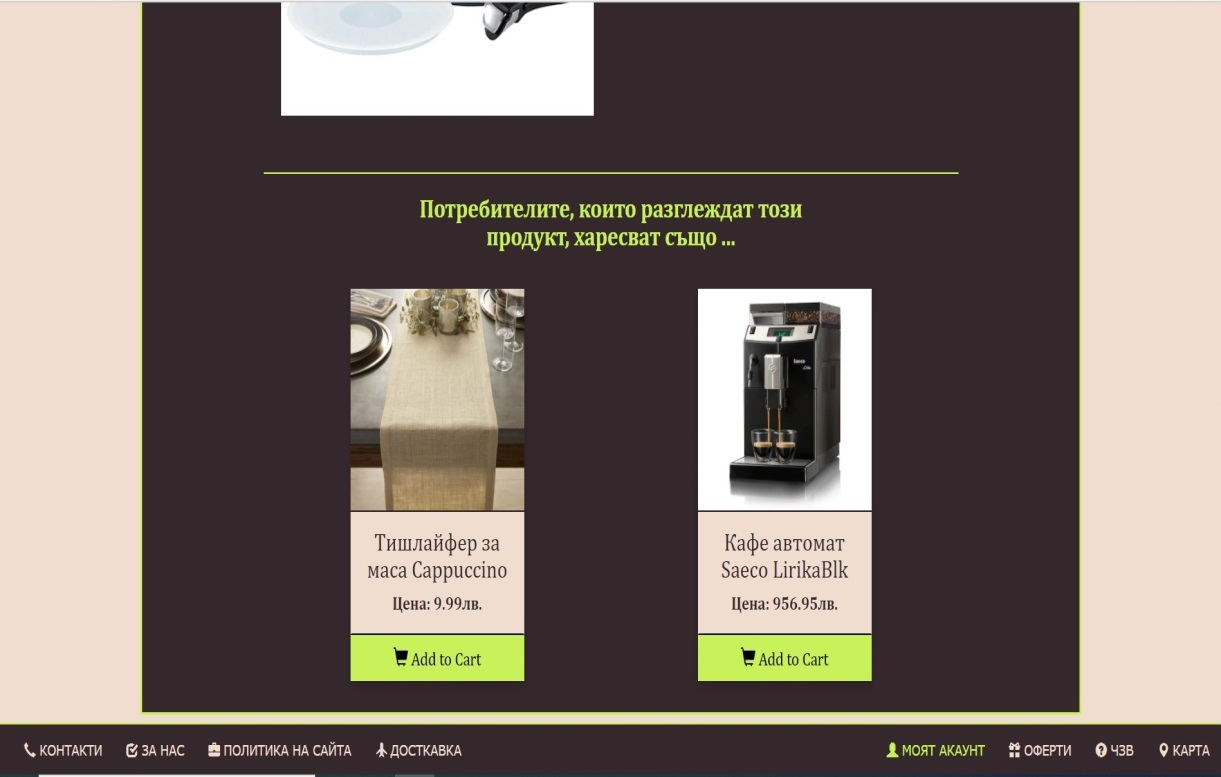 Потребителите, които разглеждат този
продукт, харесват също ...
Тишлайфер за
маса Cappuccino
Цена: 9.99лв.
Add to Cart
Кафе автомат
Saeco LirikaBlk
Цена: 956.95лв.
Add to Cart
КОНТАКТИ ЗА НАС ПОЛИТИКА НА САЙТА ДОСТКАВКА МОЯТ АКАУНТ ОФЕРТИ ЧЗВ КАРТА